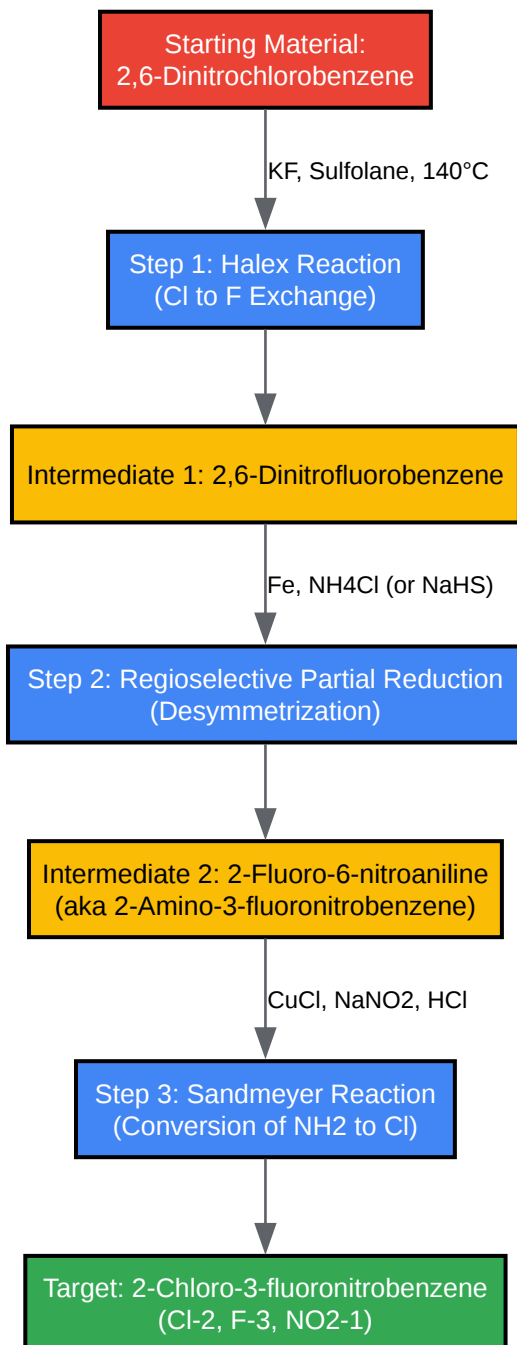 Starting Material:
2,6-Dinitrochlorobenzene
KF, Sulfolane, 140°C
Step 1: Halex Reaction
(Cl to F Exchange)
Intermediate 1: 2,6-Dinitrofluorobenzene
Fe, NH4Cl (or NaHS)
Step 2: Regioselective Partial Reduction
(Desymmetrization)
Intermediate 2: 2-Fluoro-6-nitroaniline
(aka 2-Amino-3-fluoronitrobenzene)
CuCl, NaNO2, HCl
Step 3: Sandmeyer Reaction
(Conversion of NH2 to Cl)
Target: 2-Chloro-3-fluoronitrobenzene
(Cl-2, F-3, NO2-1)